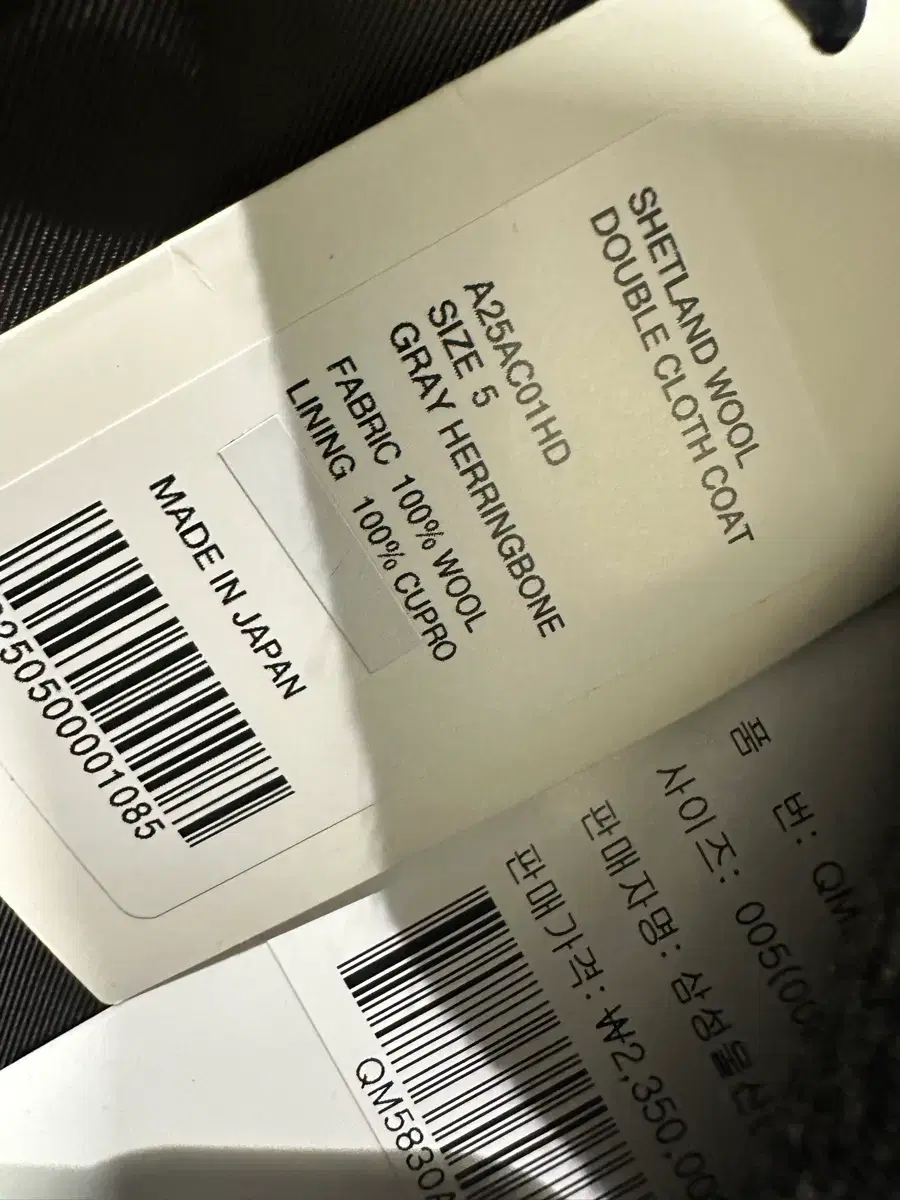 SHETLAND WOOL
DOUBLE CLOTH COAT
A25AC01HD
SIZE 5
GRAY HERRINGBONE
FABRIC 100% WOOL
LINING 100% CUPRO
MADE IN JAPAN
2505000001085
품 번: QM
사이즈: 005(00
판매자명: 삼성물산(
판매가격: ₩2,350,00
QM5830A